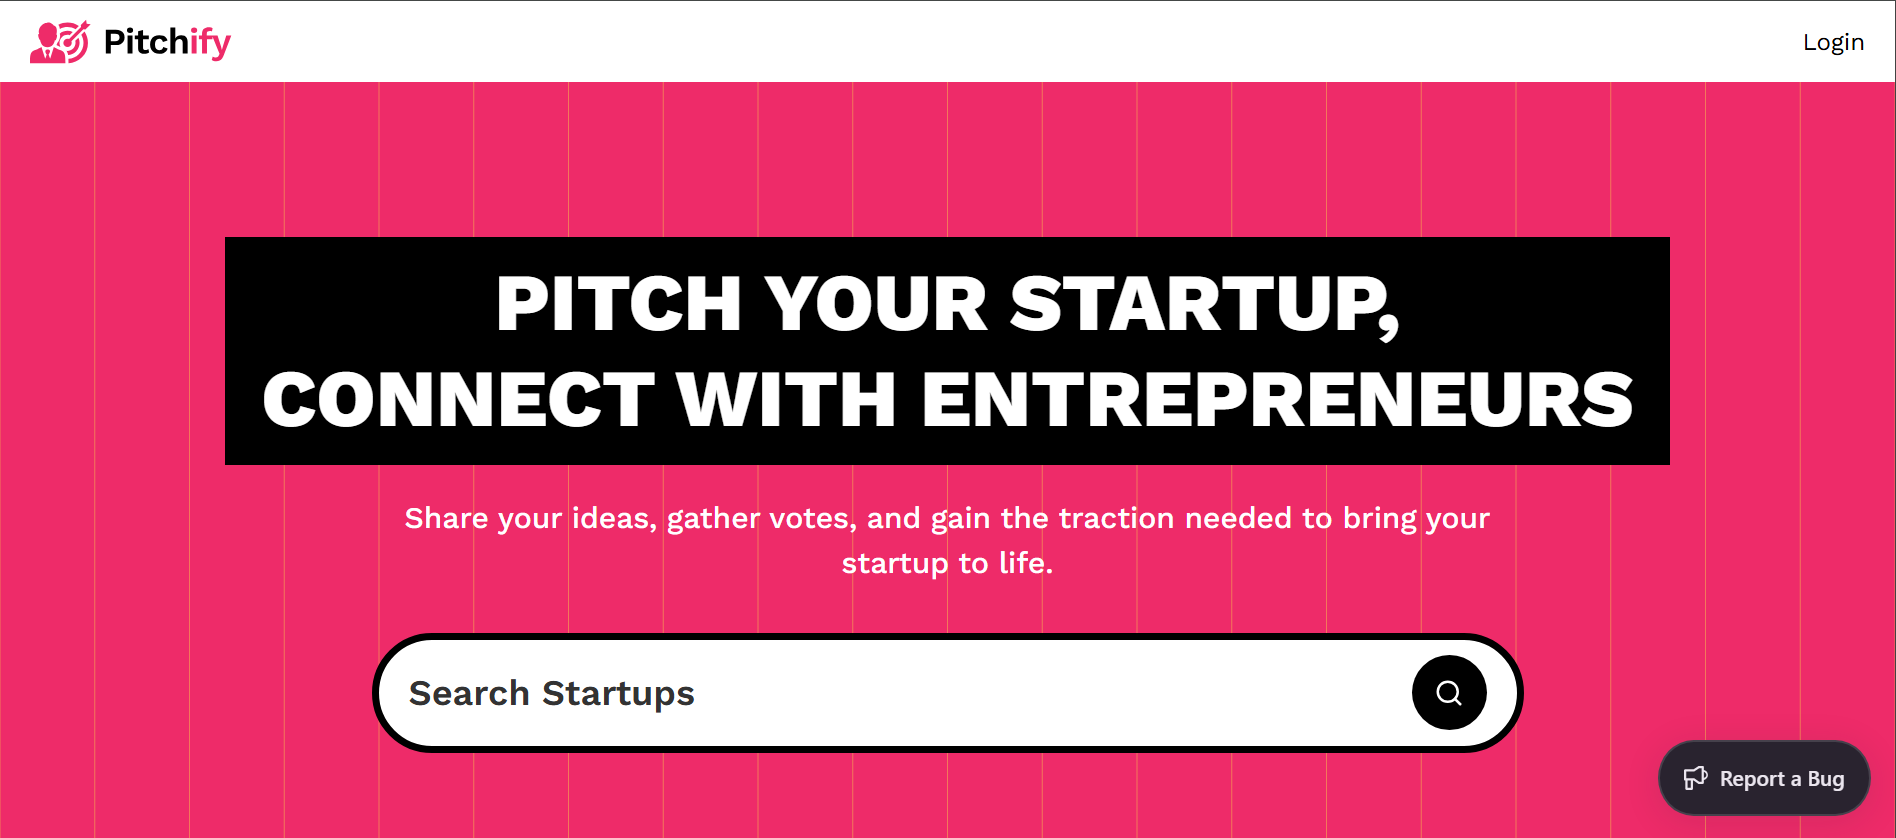 Pitchify
Login
PITCH YOUR STARTUP,
CONNECT WITH ENTREPRENEURS
Share your ideas, gather votes, and gain the traction needed to bring your
startup to life.
Search Startups
Report a Bug